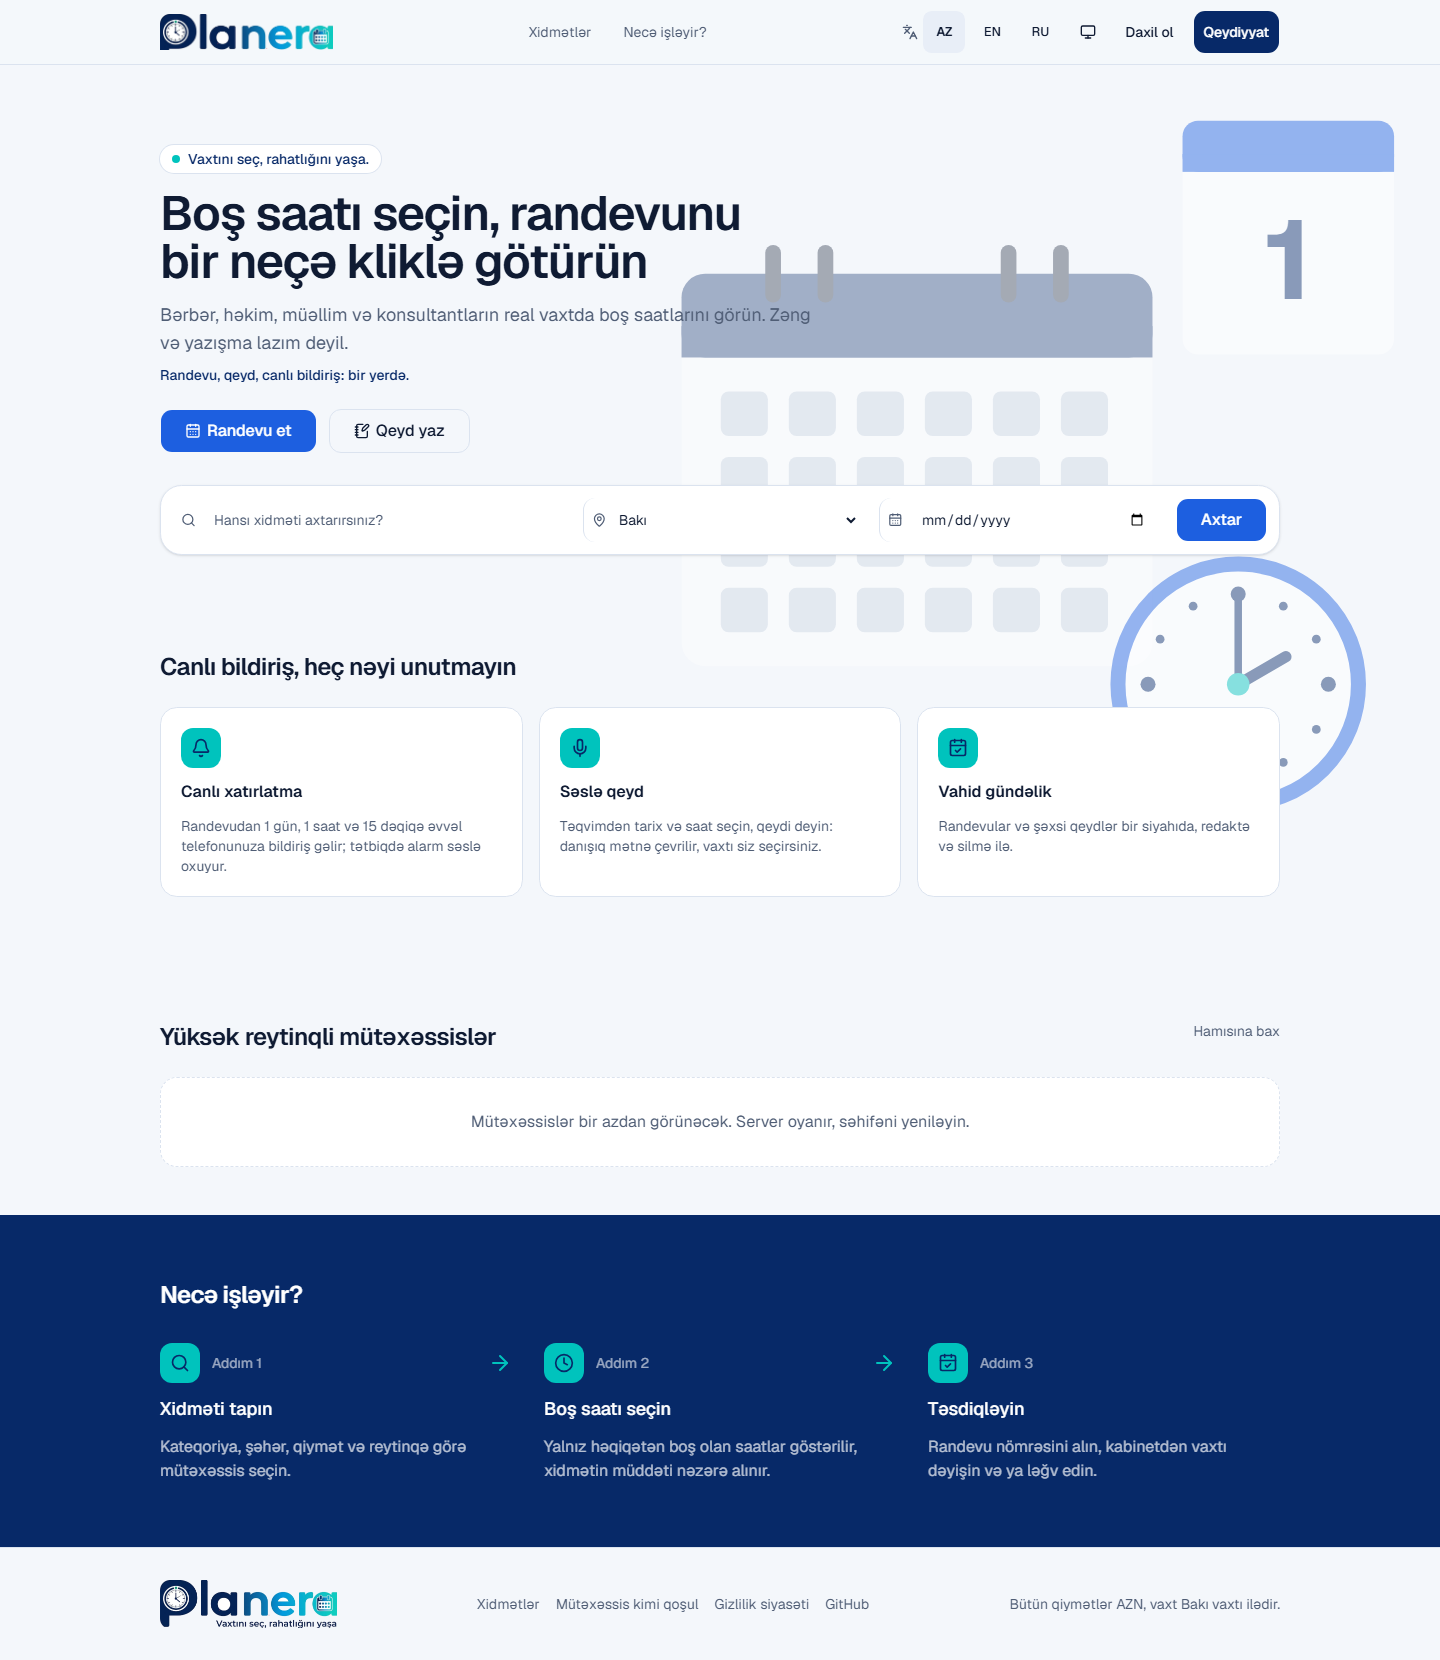 Planera
Xidmətlər
Necə işləyir?
AZ
EN
RU
Daxil ol
Qeydiyyat
Vaxtını seç, rahatlığını yaşa.
1
Boş saatı seçin, randevunu
bir neçə kliklə götürün
Bərbər, həkim, müəllim və konsultantların real vaxtda boş saatlarını görün. Zəng
və yazışma lazım deyil.
Randevu, qeyd, canlı bildiriş: bir yerdə.
Randevu et
Qeyd yaz
Hansı xidməti axtarırsınız?
Bakı
mm/dd/yyyy
Axtar
Canlı bildiriş, heç nəyi unutmayın
Canlı xatırlatma
Randevudan 1 gün, 1 saat və 15 dəqiqə əvvəl
telefonunuza bildiriş gəlir; tətbiqdə alarm səslə
oxuyur.
Səslə qeyd
Təqvimdən tarix və saat seçin, qeydi deyin:
danışıq mətnə çevrilir, vaxtı siz seçirsiniz.
Vahid gündəlik
Randevular və şəxsi qeydlər bir siyahıda, redaktə
və silmə ilə.
Yüksək reytinqli mütəxəssislər
Hamısına bax
Mütəxəssislər bir azdan görünəcək. Server oyanır, səhifəni yeniləyin.
Necə işləyir?
Addım 1
Xidməti tapın
Kateqoriya, şəhər, qiymət və reytinqə görə
mütəxəssis seçin.
Addım 2
Boş saatı seçin
Yalnız həqiqətən boş olan saatlar göstərilir,
xidmətin müddəti nəzərə alınır.
Addım 3
Təsdiqləyin
Randevu nömrəsini alın, kabinetdən vaxtı
dəyişin və ya ləğv edin.
Planera
Vaxtını seç, rahatlığını yaşa
Xidmətlər
Mütəxəssis kimi qoşul
Gizlilik siyasəti
GitHub
Bütün qiymətlər AZN, vaxt Bakı vaxtı ilədir.